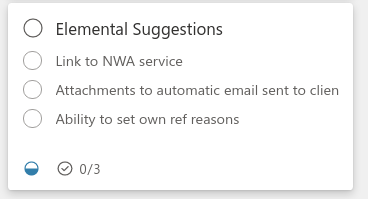 Elemental Suggestions
Link to NWA service
Attachments to automatic email sent to clien
Ability to set own ref reasons
0/3